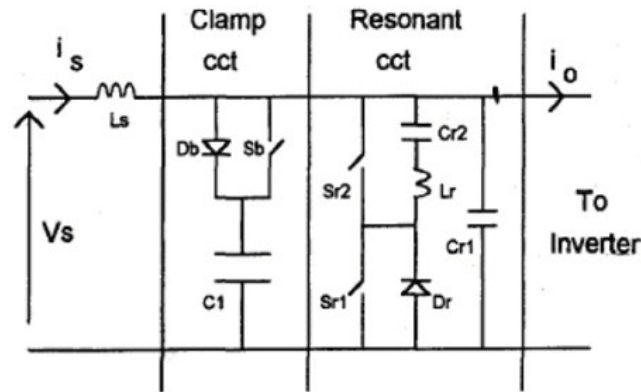 Clamp
cct
Resonant
cct
i s
i o
Ls
Db
Sb
Cr2
Sr2
Lr
Cr1
To
Inverter
Vs
C1
Sr1
Dr